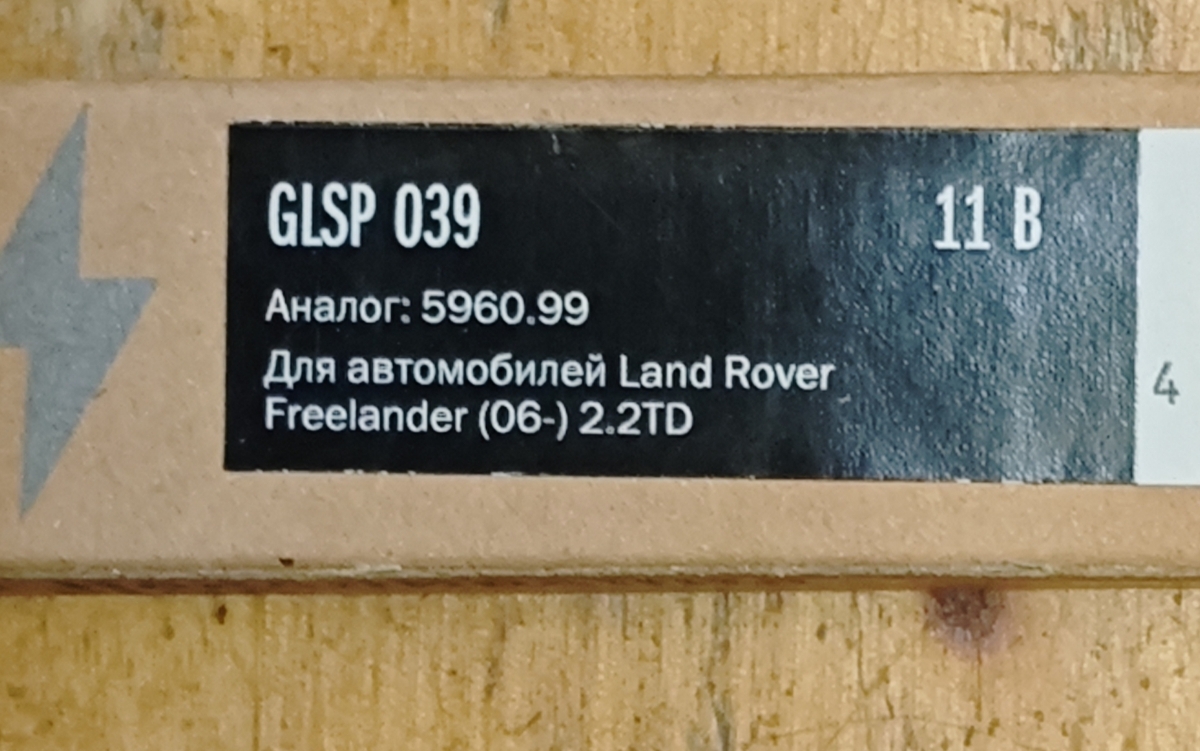 GLSP 039 11 В
Аналог: 5960.99
Для автомобилей Land Rover
Freelander (06-) 2.2TD
4